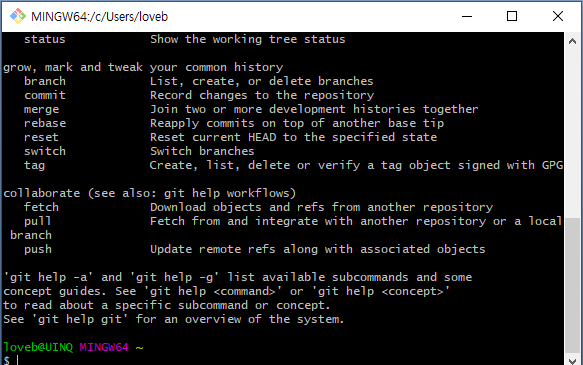 MINGW64:/c/Users/loveb
status Show the working tree status
grow, mark and tweak your common history
branch List, create, or delete branches
commit Record changes to the repository
merge Join two or more development histories together
rebase Reapply commits on top of another base tip
reset Reset current HEAD to the specified state
switch Switch branches
tag Create, list, delete or verify a tag object signed with GPG
collaborate (see also: git help workflows)
fetch Download objects and refs from another repository
pull Fetch from and integrate with another repository or a local
branch
push Update remote refs along with associated objects
'git help -a' and 'git help -g' list available subcommands and some
concept guides. See 'git help <command>' or 'git help <concept>'
to read about a specific subcommand or concept.
See 'git help git' for an overview of the system.
loveb@UINQ MINGW64 ~
$